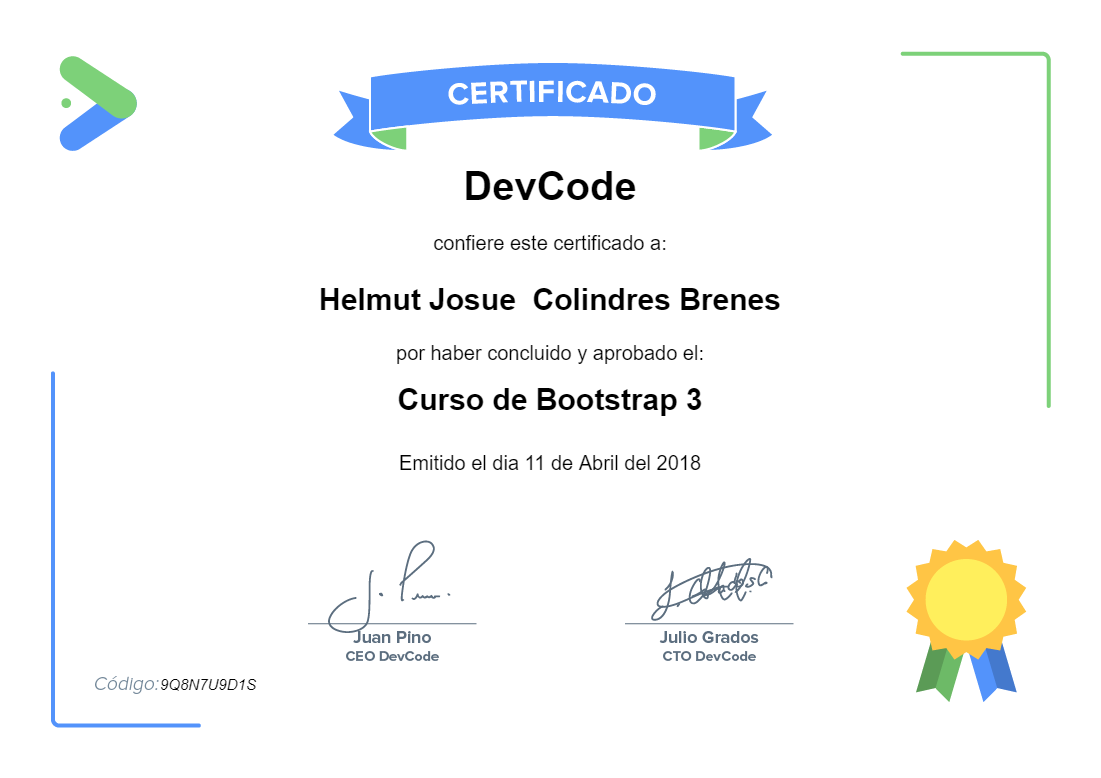 CERTIFICADO
DevCode
confiere este certificado a:
Helmut Josue  Colindres Brenes
por haber concluido y aprobado el:
Curso de Bootstrap 3
Emitido el dia 11 de Abril del 2018
Juan Pino
CEO DevCode
Julio Grados
CTO DevCode
Código:9Q8N7U9D1S